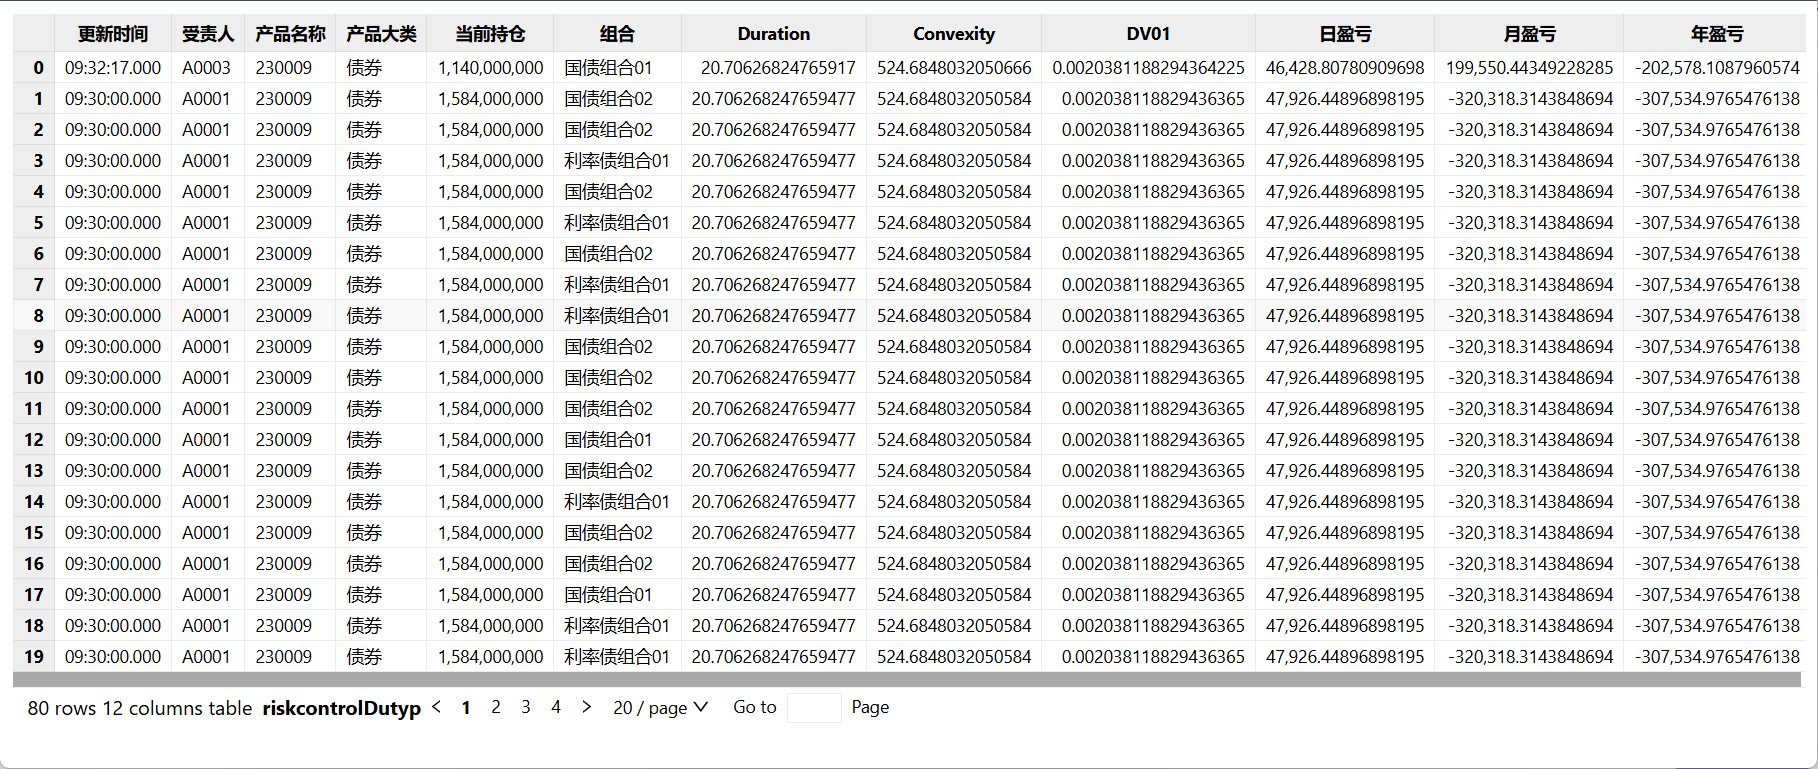 更新时间 受责人 产品名称 产品大类 当前持仓 组合 Duration Convexity DV01 日盈亏 月盈亏 年盈亏
0 09:32:17.000 A0003 230009 债券 1,140,000,000 国债组合01 20.70626824765917 524.6848032050666 0.0020381188294364225 46,428.80780909698 199,550.44349228285 -202,578.1087960574
1 09:30:00.000 A0001 230009 债券 1,584,000,000 国债组合02 20.706268247659477 524.6848032050584 0.002038118829436365 47,926.44896898195 -320,318.3143848694 -307,534.9765476138
2 09:30:00.000 A0001 230009 债券 1,584,000,000 国债组合02 20.706268247659477 524.6848032050584 0.002038118829436365 47,926.44896898195 -320,318.3143848694 -307,534.9765476138
3 09:30:00.000 A0001 230009 债券 1,584,000,000 利率债组合01 20.706268247659477 524.6848032050584 0.002038118829436365 47,926.44896898195 -320,318.3143848694 -307,534.9765476138
4 09:30:00.000 A0001 230009 债券 1,584,000,000 国债组合02 20.706268247659477 524.6848032050584 0.002038118829436365 47,926.44896898195 -320,318.3143848694 -307,534.9765476138
5 09:30:00.000 A0001 230009 债券 1,584,000,000 利率债组合01 20.706268247659477 524.6848032050584 0.002038118829436365 47,926.44896898195 -320,318.3143848694 -307,534.9765476138
6 09:30:00.000 A0001 230009 债券 1,584,000,000 国债组合02 20.706268247659477 524.6848032050584 0.002038118829436365 47,926.44896898195 -320,318.3143848694 -307,534.9765476138
7 09:30:00.000 A0001 230009 债券 1,584,000,000 利率债组合01 20.706268247659477 524.6848032050584 0.002038118829436365 47,926.44896898195 -320,318.3143848694 -307,534.9765476138
8 09:30:00.000 A0001 230009 债券 1,584,000,000 利率债组合01 20.706268247659477 524.6848032050584 0.002038118829436365 47,926.44896898195 -320,318.3143848694 -307,534.9765476138
9 09:30:00.000 A0001 230009 债券 1,584,000,000 国债组合02 20.706268247659477 524.6848032050584 0.002038118829436365 47,926.44896898195 -320,318.3143848694 -307,534.9765476138
10 09:30:00.000 A0001 230009 债券 1,584,000,000 国债组合02 20.706268247659477 524.6848032050584 0.002038118829436365 47,926.44896898195 -320,318.3143848694 -307,534.9765476138
11 09:30:00.000 A0001 230009 债券 1,584,000,000 国债组合02 20.706268247659477 524.6848032050584 0.002038118829436365 47,926.44896898195 -320,318.3143848694 -307,534.9765476138
12 09:30:00.000 A0001 230009 债券 1,584,000,000 国债组合01 20.706268247659477 524.6848032050584 0.002038118829436365 47,926.44896898195 -320,318.3143848694 -307,534.9765476138
13 09:30:00.000 A0001 230009 债券 1,584,000,000 国债组合02 20.706268247659477 524.6848032050584 0.002038118829436365 47,926.44896898195 -320,318.3143848694 -307,534.9765476138
14 09:30:00.000 A0001 230009 债券 1,584,000,000 利率债组合01 20.706268247659477 524.6848032050584 0.002038118829436365 47,926.44896898195 -320,318.3143848694 -307,534.9765476138
15 09:30:00.000 A0001 230009 债券 1,584,000,000 国债组合02 20.706268247659477 524.6848032050584 0.002038118829436365 47,926.44896898195 -320,318.3143848694 -307,534.9765476138
16 09:30:00.000 A0001 230009 债券 1,584,000,000 国债组合02 20.706268247659477 524.6848032050584 0.002038118829436365 47,926.44896898195 -320,318.3143848694 -307,534.9765476138
17 09:30:00.000 A0001 230009 债券 1,584,000,000 国债组合01 20.706268247659477 524.6848032050584 0.002038118829436365 47,926.44896898195 -320,318.3143848694 -307,534.9765476138
18 09:30:00.000 A0001 230009 债券 1,584,000,000 利率债组合01 20.706268247659477 524.6848032050584 0.002038118829436365 47,926.44896898195 -320,318.3143848694 -307,534.9765476138
19 09:30:00.000 A0001 230009 债券 1,584,000,000 利率债组合01 20.706268247659477 524.6848032050584 0.002038118829436365 47,926.44896898195 -320,318.3143848694 -307,534.9765476138
80 rows 12 columns table riskcontrolDutyp < 1 2 3 4 > 20 / page Go to Page